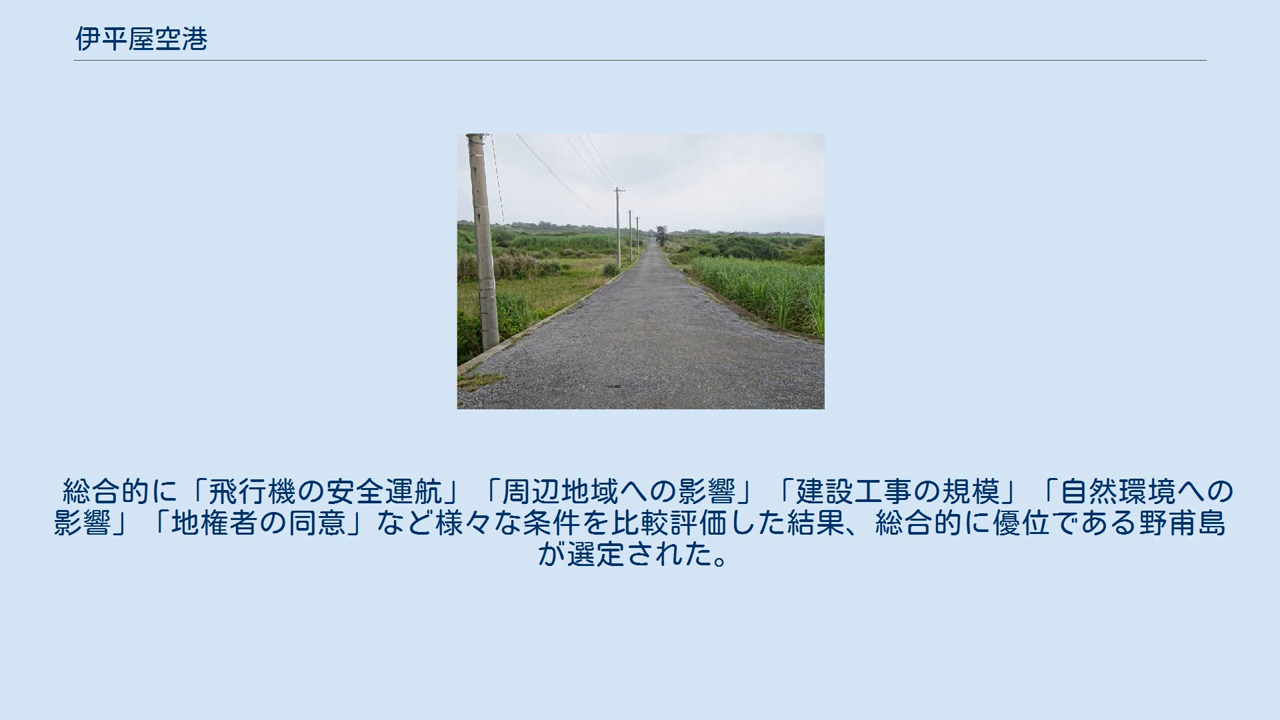 伊平屋空港
総合的に「飛行機の安全運航」「周辺地域への影響」「建設工事の規模」「自然環境への
影響」「地権者の同意」など様々な条件を比較評価した結果、総合的に優位である野甫島
が選定された。